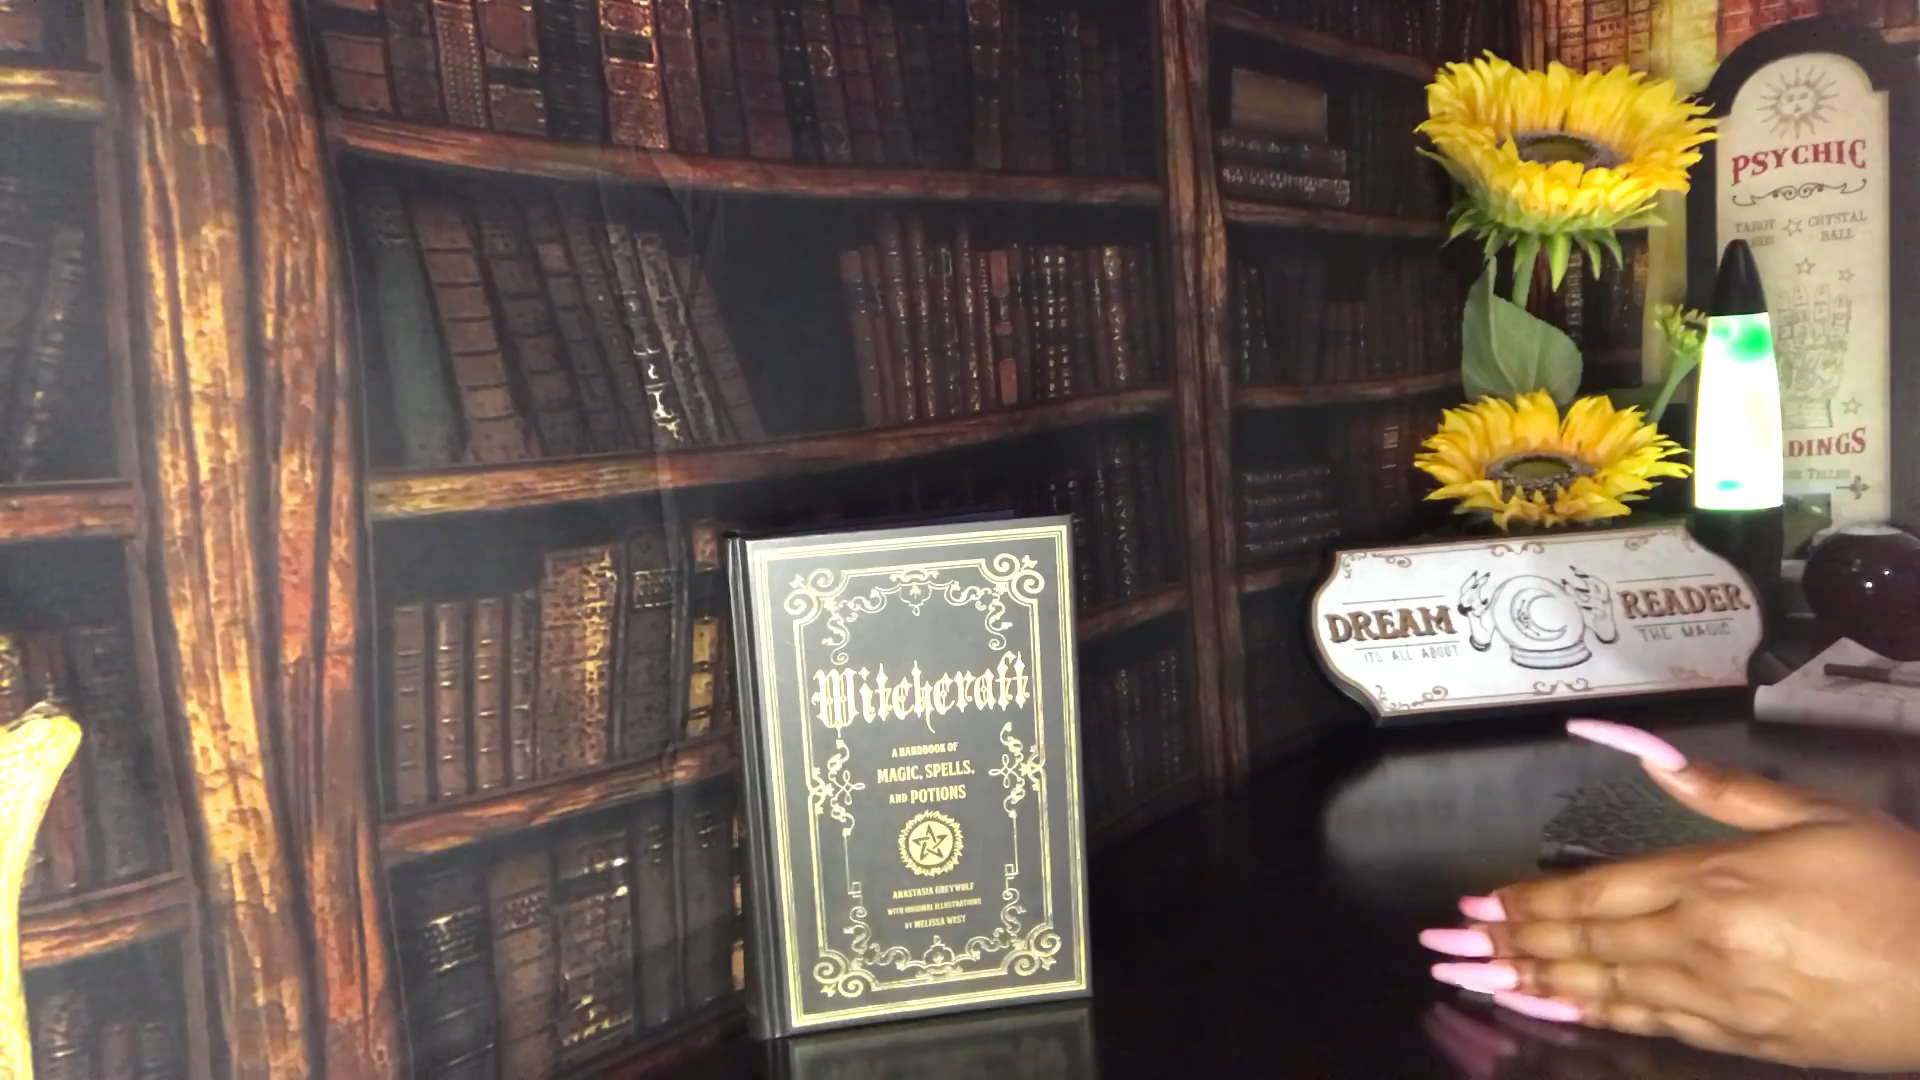 Witchcraft
A HANDBOOK OF
MAGIC, SPELLS,
AND POTIONS
ANASTASIA GREYWOLF
WITH ORIGINAL ILLUSTRATIONS
BY MELISSA WEST
DREAM READER
IT'S ALL ABOUT THE MAGIC
PSYCHIC
TAROT CRYSTAL
BALL
DINGS